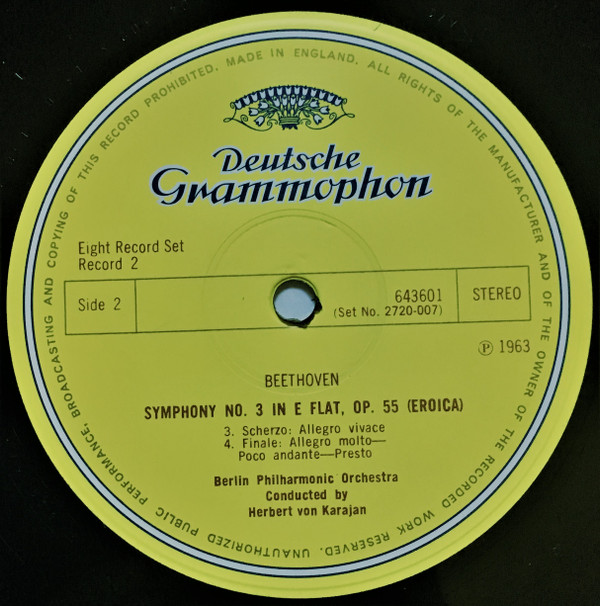 MADE IN ENGLAND. ALL RIGHTS OF THE MANUFACTURER AND OF THE OWNER OF THE RECORDED WORK RESERVED. UNAUTHORIZED PUBLIC PERFORMANCE, BROADCASTING AND COPYING OF THIS RECORD PROHIBITED.
Deutsche
Grammophon
Eight Record Set
Record 2
Side 2
643601
(Set No. 2720-007)
STEREO
℗ 1963
BEETHOVEN
SYMPHONY NO. 3 IN E FLAT, OP. 55 (EROICA)
3. Scherzo: Allegro vivace
4. Finale: Allegro molto—
Poco andante—Presto
Berlin Philharmonic Orchestra
Conducted by
Herbert von Karajan